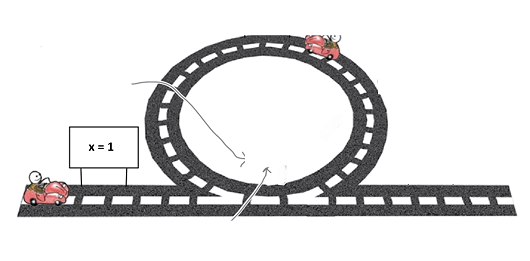 x = 1